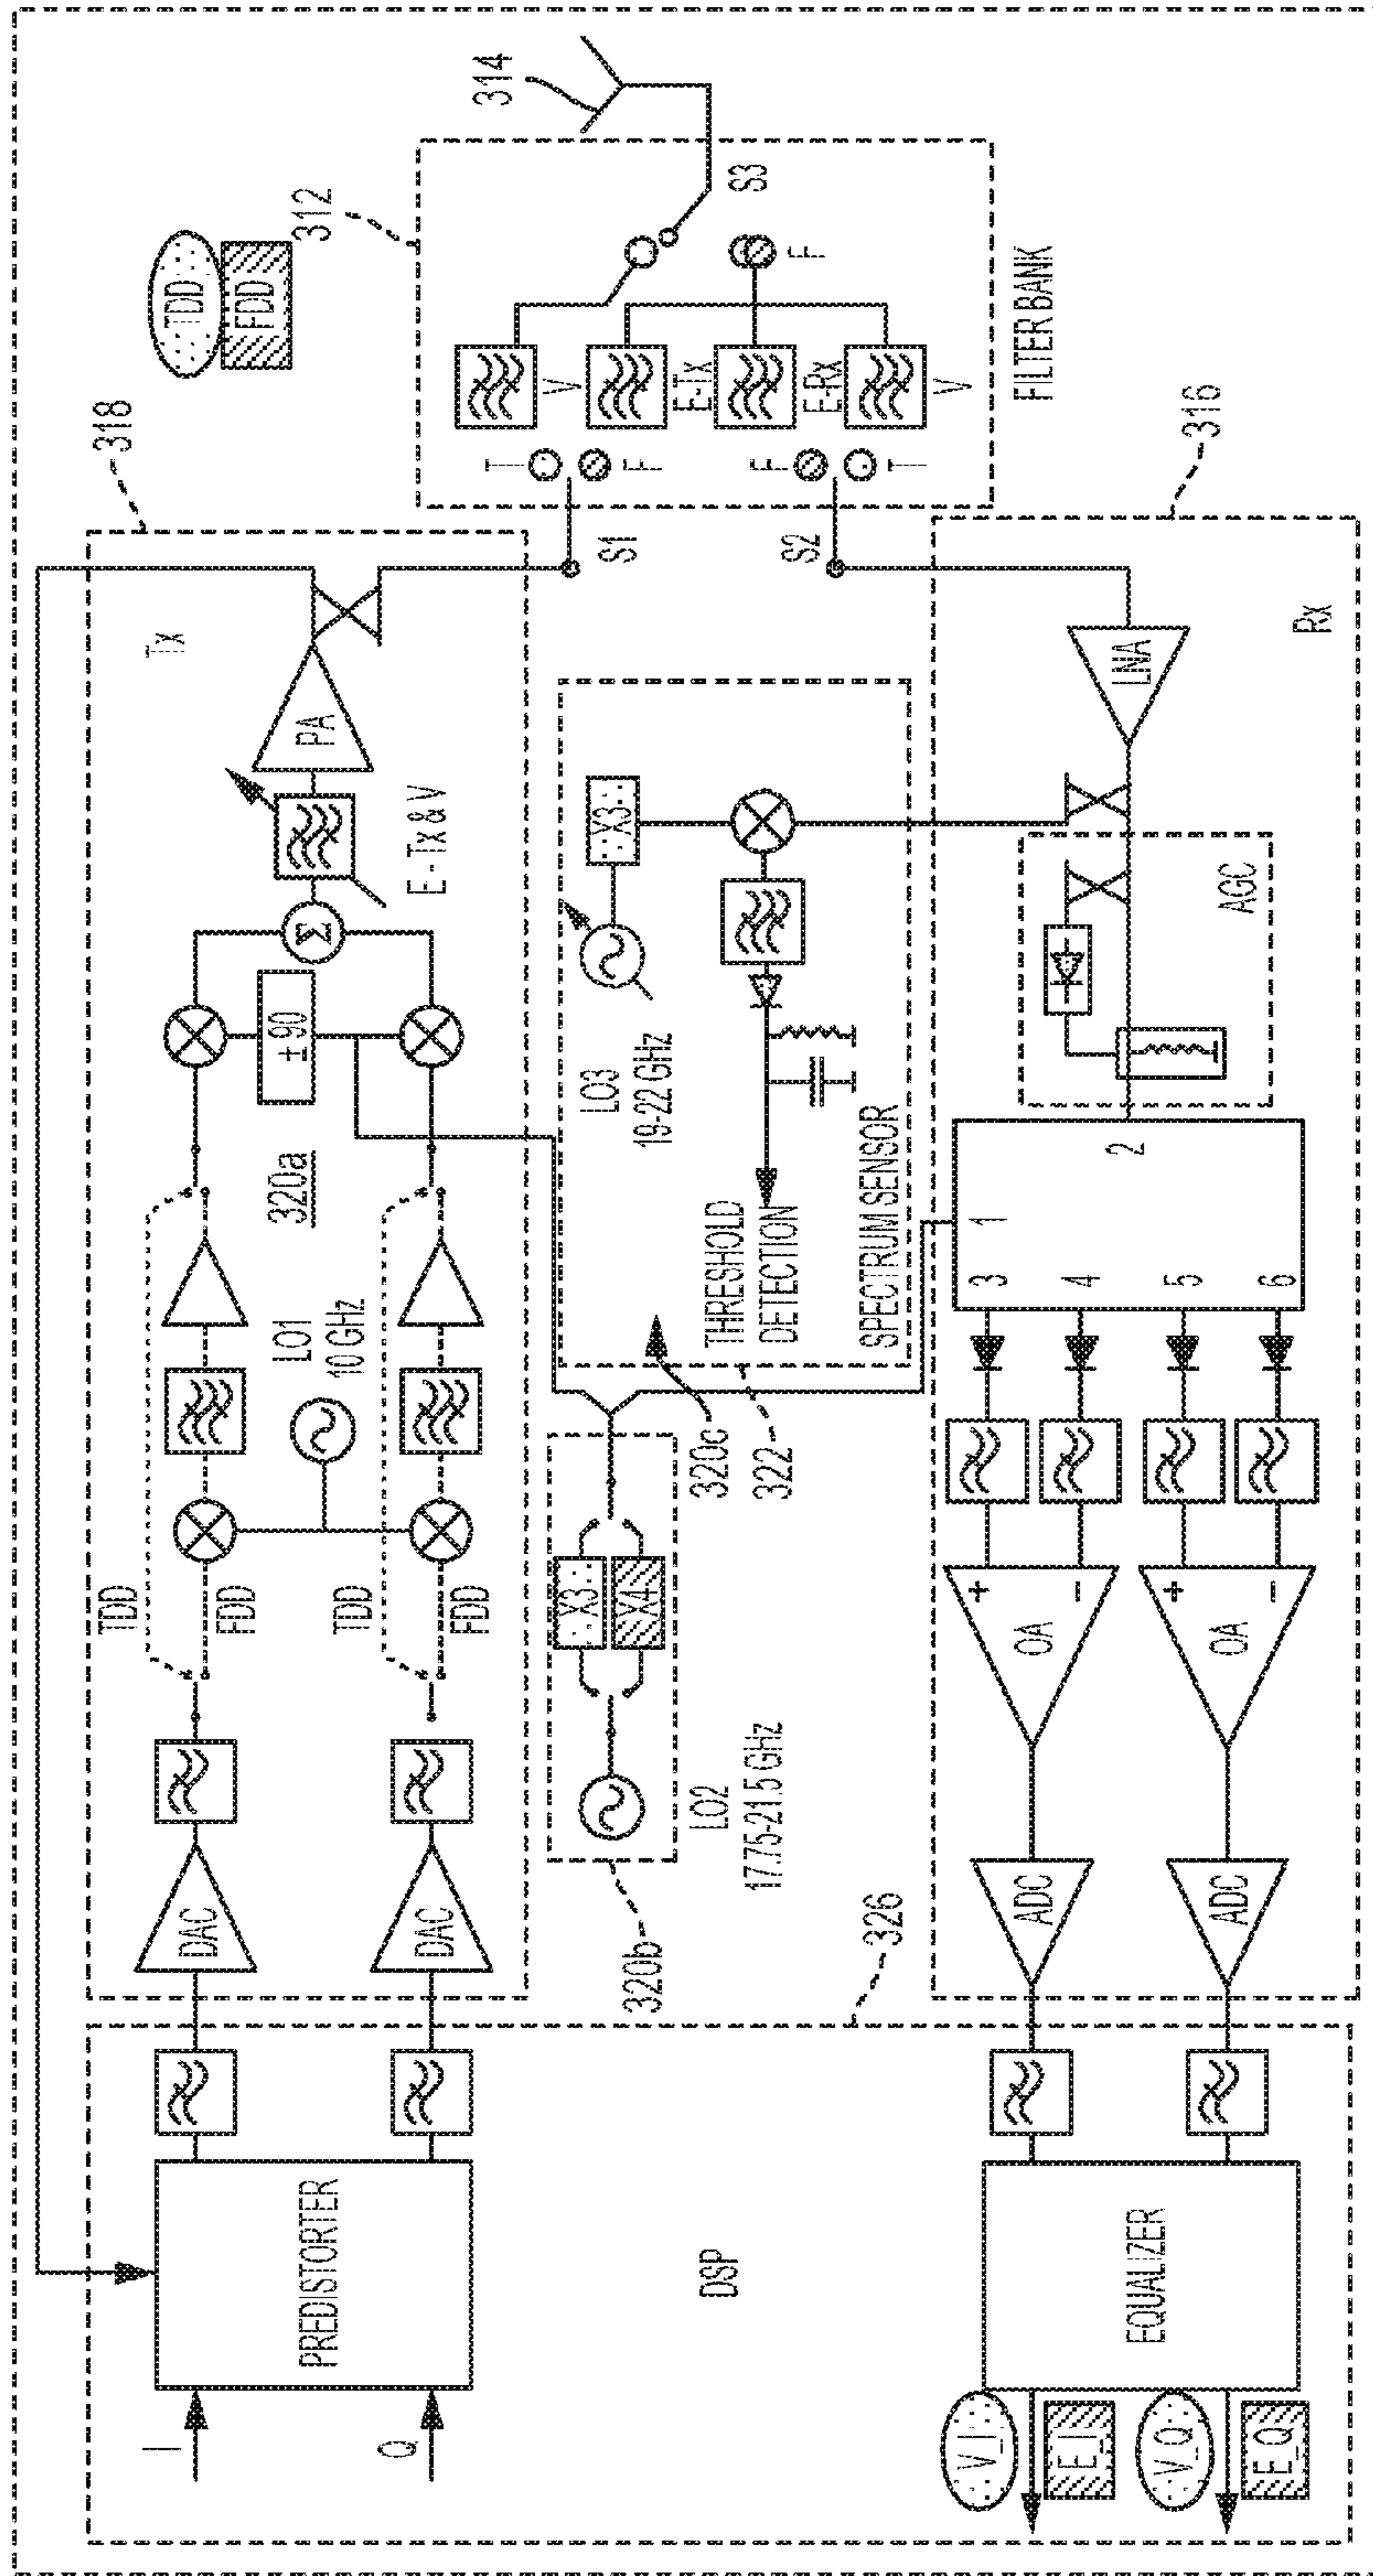 I
Q
PREDISTORTER
DAC
DAC
TDD
FDD
TDD
FDD
LO1
10 GHz
320a
±90
Σ
E-Tx & V
PA
Tx
318
TDD
FDD
312
314
T
F
S1
F
T
S2
V
E-Tx
E-Rx
V
F
S3
FILTER BANK
320b
LO2
17.75-21.5 GHz
X3
X4
320c
322
LO3
19-22 GHz
X3
THRESHOLD
DETECTION
SPECTRUM SENSOR
DSP
326
EQUALIZER
V_I
E_I
V_Q
E_Q
ADC
ADC
OA
+
-
OA
+
-
3
4
5
6
1
2
AGC
LNA
Rx
316